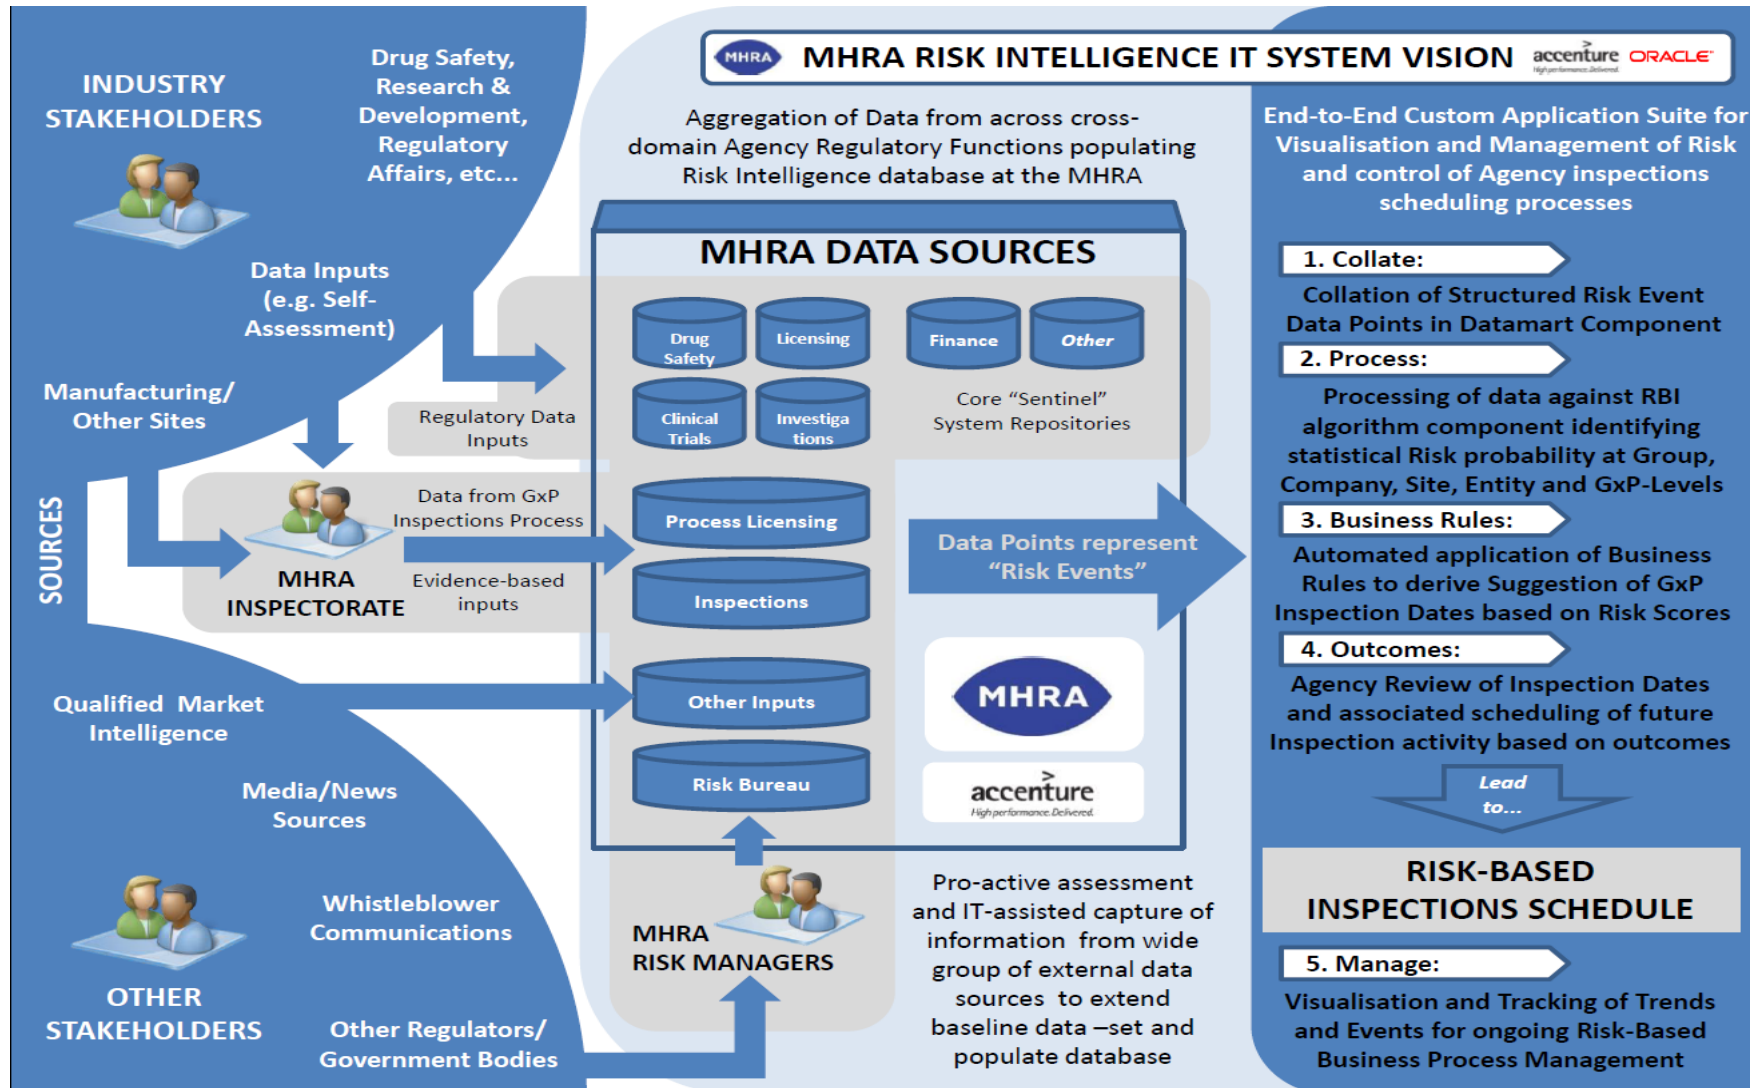 MHRA
MHRA RISK INTELLIGENCE IT SYSTEM VISION
accenture
High performance. Delivered.
ORACLE
INDUSTRY
STAKEHOLDERS
Drug Safety,
Research &
Development,
Regulatory
Affairs, etc...
Data Inputs
(e.g. Self-
Assessment)
Manufacturing/
Other Sites
SOURCES
MHRA
INSPECTORATE
Qualified Market
Intelligence
Media/News
Sources
Whistleblower
Communications
OTHER
STAKEHOLDERS
Other Regulators/
Government Bodies
Aggregation of Data from across cross-
domain Agency Regulatory Functions populating
Risk Intelligence database at the MHRA
MHRA DATA SOURCES
Drug
Safety
Licensing
Finance
Other
Clinical
Trials
Investiga
tions
Core “Sentinel”
System Repositories
Regulatory Data
Inputs
Data from GxP
Inspections Process
Evidence-based
inputs
Process Licensing
Inspections
Other Inputs
Risk Bureau
Data Points represent
“Risk Events”
MHRA
accenture
High performance. Delivered.
MHRA
RISK MANAGERS
Pro-active assessment
and IT-assisted capture of
information from wide
group of external data
sources to extend
baseline data –set and
populate database
End-to-End Custom Application Suite for
Visualisation and Management of Risk
and control of Agency inspections
scheduling processes
1. Collate:
Collation of Structured Risk Event
Data Points in Datamart Component
2. Process:
Processing of data against RBI
algorithm component identifying
statistical Risk probability at Group,
Company, Site, Entity and GxP-Levels
3. Business Rules:
Automated application of Business
Rules to derive Suggestion of GxP
Inspection Dates based on Risk Scores
4. Outcomes:
Agency Review of Inspection Dates
and associated scheduling of future
Inspection activity based on outcomes
Lead
to...
RISK-BASED
INSPECTIONS SCHEDULE
5. Manage:
Visualisation and Tracking of Trends
and Events for ongoing Risk-Based
Business Process Management